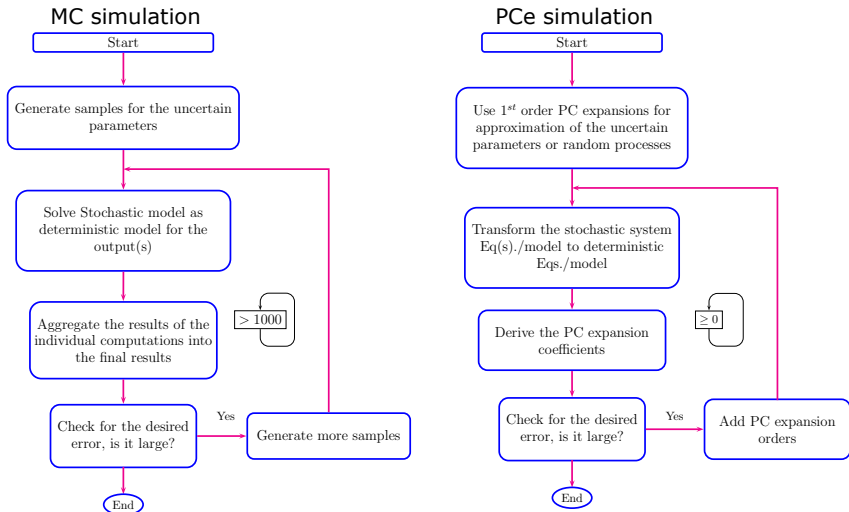 MC simulation
Start
Generate samples for the uncertain
parameters
Solve Stochastic model as
deterministic model for the
output(s)
Aggregate the results of the
individual computations into
the final results
> 1000
Check for the desired
error, is it large?
Yes
Generate more samples
End
PCe simulation
Start
Use 1st order PC expansions for
approximation of the uncertain
parameters or random processes
Transform the stochastic system
Eq(s)./model to deterministic
Eqs./model
Derive the PC expansion
coefficients
≥ 0
Check for the desired
error, is it large?
Yes
Add PC expansion
orders
End